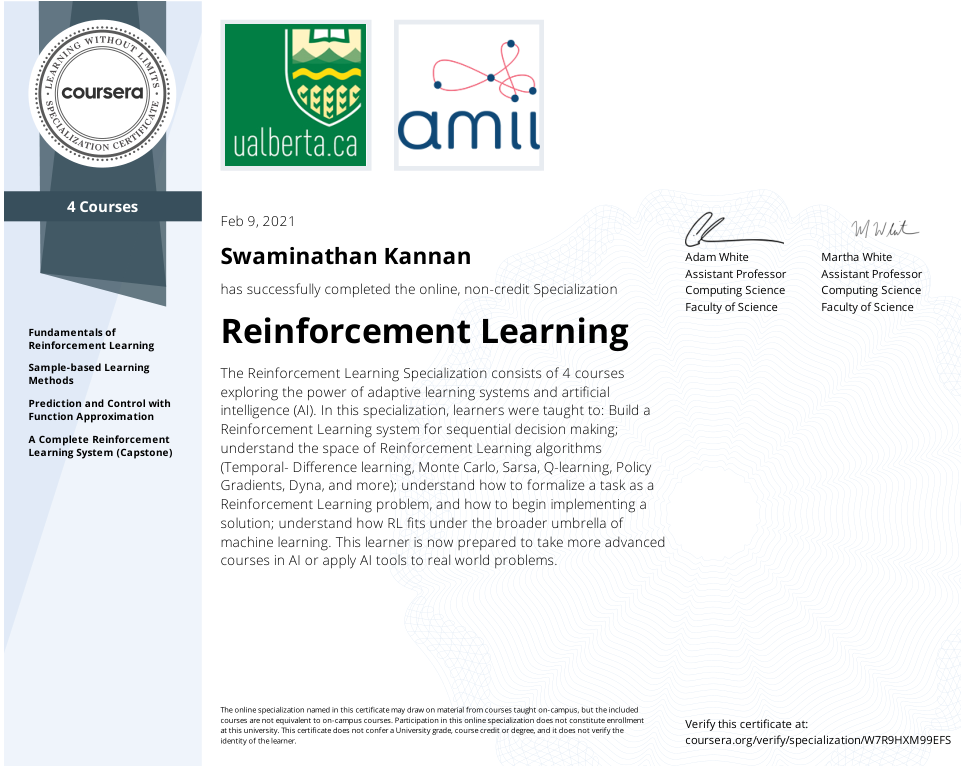 LEARNING WITHOUT LIMITS
coursera
SPECIALIZATION CERTIFICATE
4 Courses
Fundamentals of
Reinforcement Learning
Sample-based Learning
Methods
Prediction and Control with
Function Approximation
A Complete Reinforcement
Learning System (Capstone)
ualberta.ca
amii
Feb 9, 2021
Swaminathan Kannan
has successfully completed the online, non-credit Specialization
Reinforcement Learning
The Reinforcement Learning Specialization consists of 4 courses
exploring the power of adaptive learning systems and artificial
intelligence (AI). In this specialization, learners were taught to: Build a
Reinforcement Learning system for sequential decision making;
understand the space of Reinforcement Learning algorithms
(Temporal- Difference learning, Monte Carlo, Sarsa, Q-learning, Policy
Gradients, Dyna, and more); understand how to formalize a task as a
Reinforcement Learning problem, and how to begin implementing a
solution; understand how RL fits under the broader umbrella of
machine learning. This learner is now prepared to take more advanced
courses in AI or apply AI tools to real world problems.
Adam White
Assistant Professor
Computing Science
Faculty of Science
M White
Martha White
Assistant Professor
Computing Science
Faculty of Science
The online specialization named in this certificate may draw on material from courses taught on-campus, but the included
courses are not equivalent to on-campus courses. Participation in this online specialization does not constitute enrollment
at this university. This certificate does not confer a University grade, course credit or degree, and it does not verify the
identity of the learner.
Verify this certificate at:
coursera.org/verify/specialization/W7R9HXM99EFS